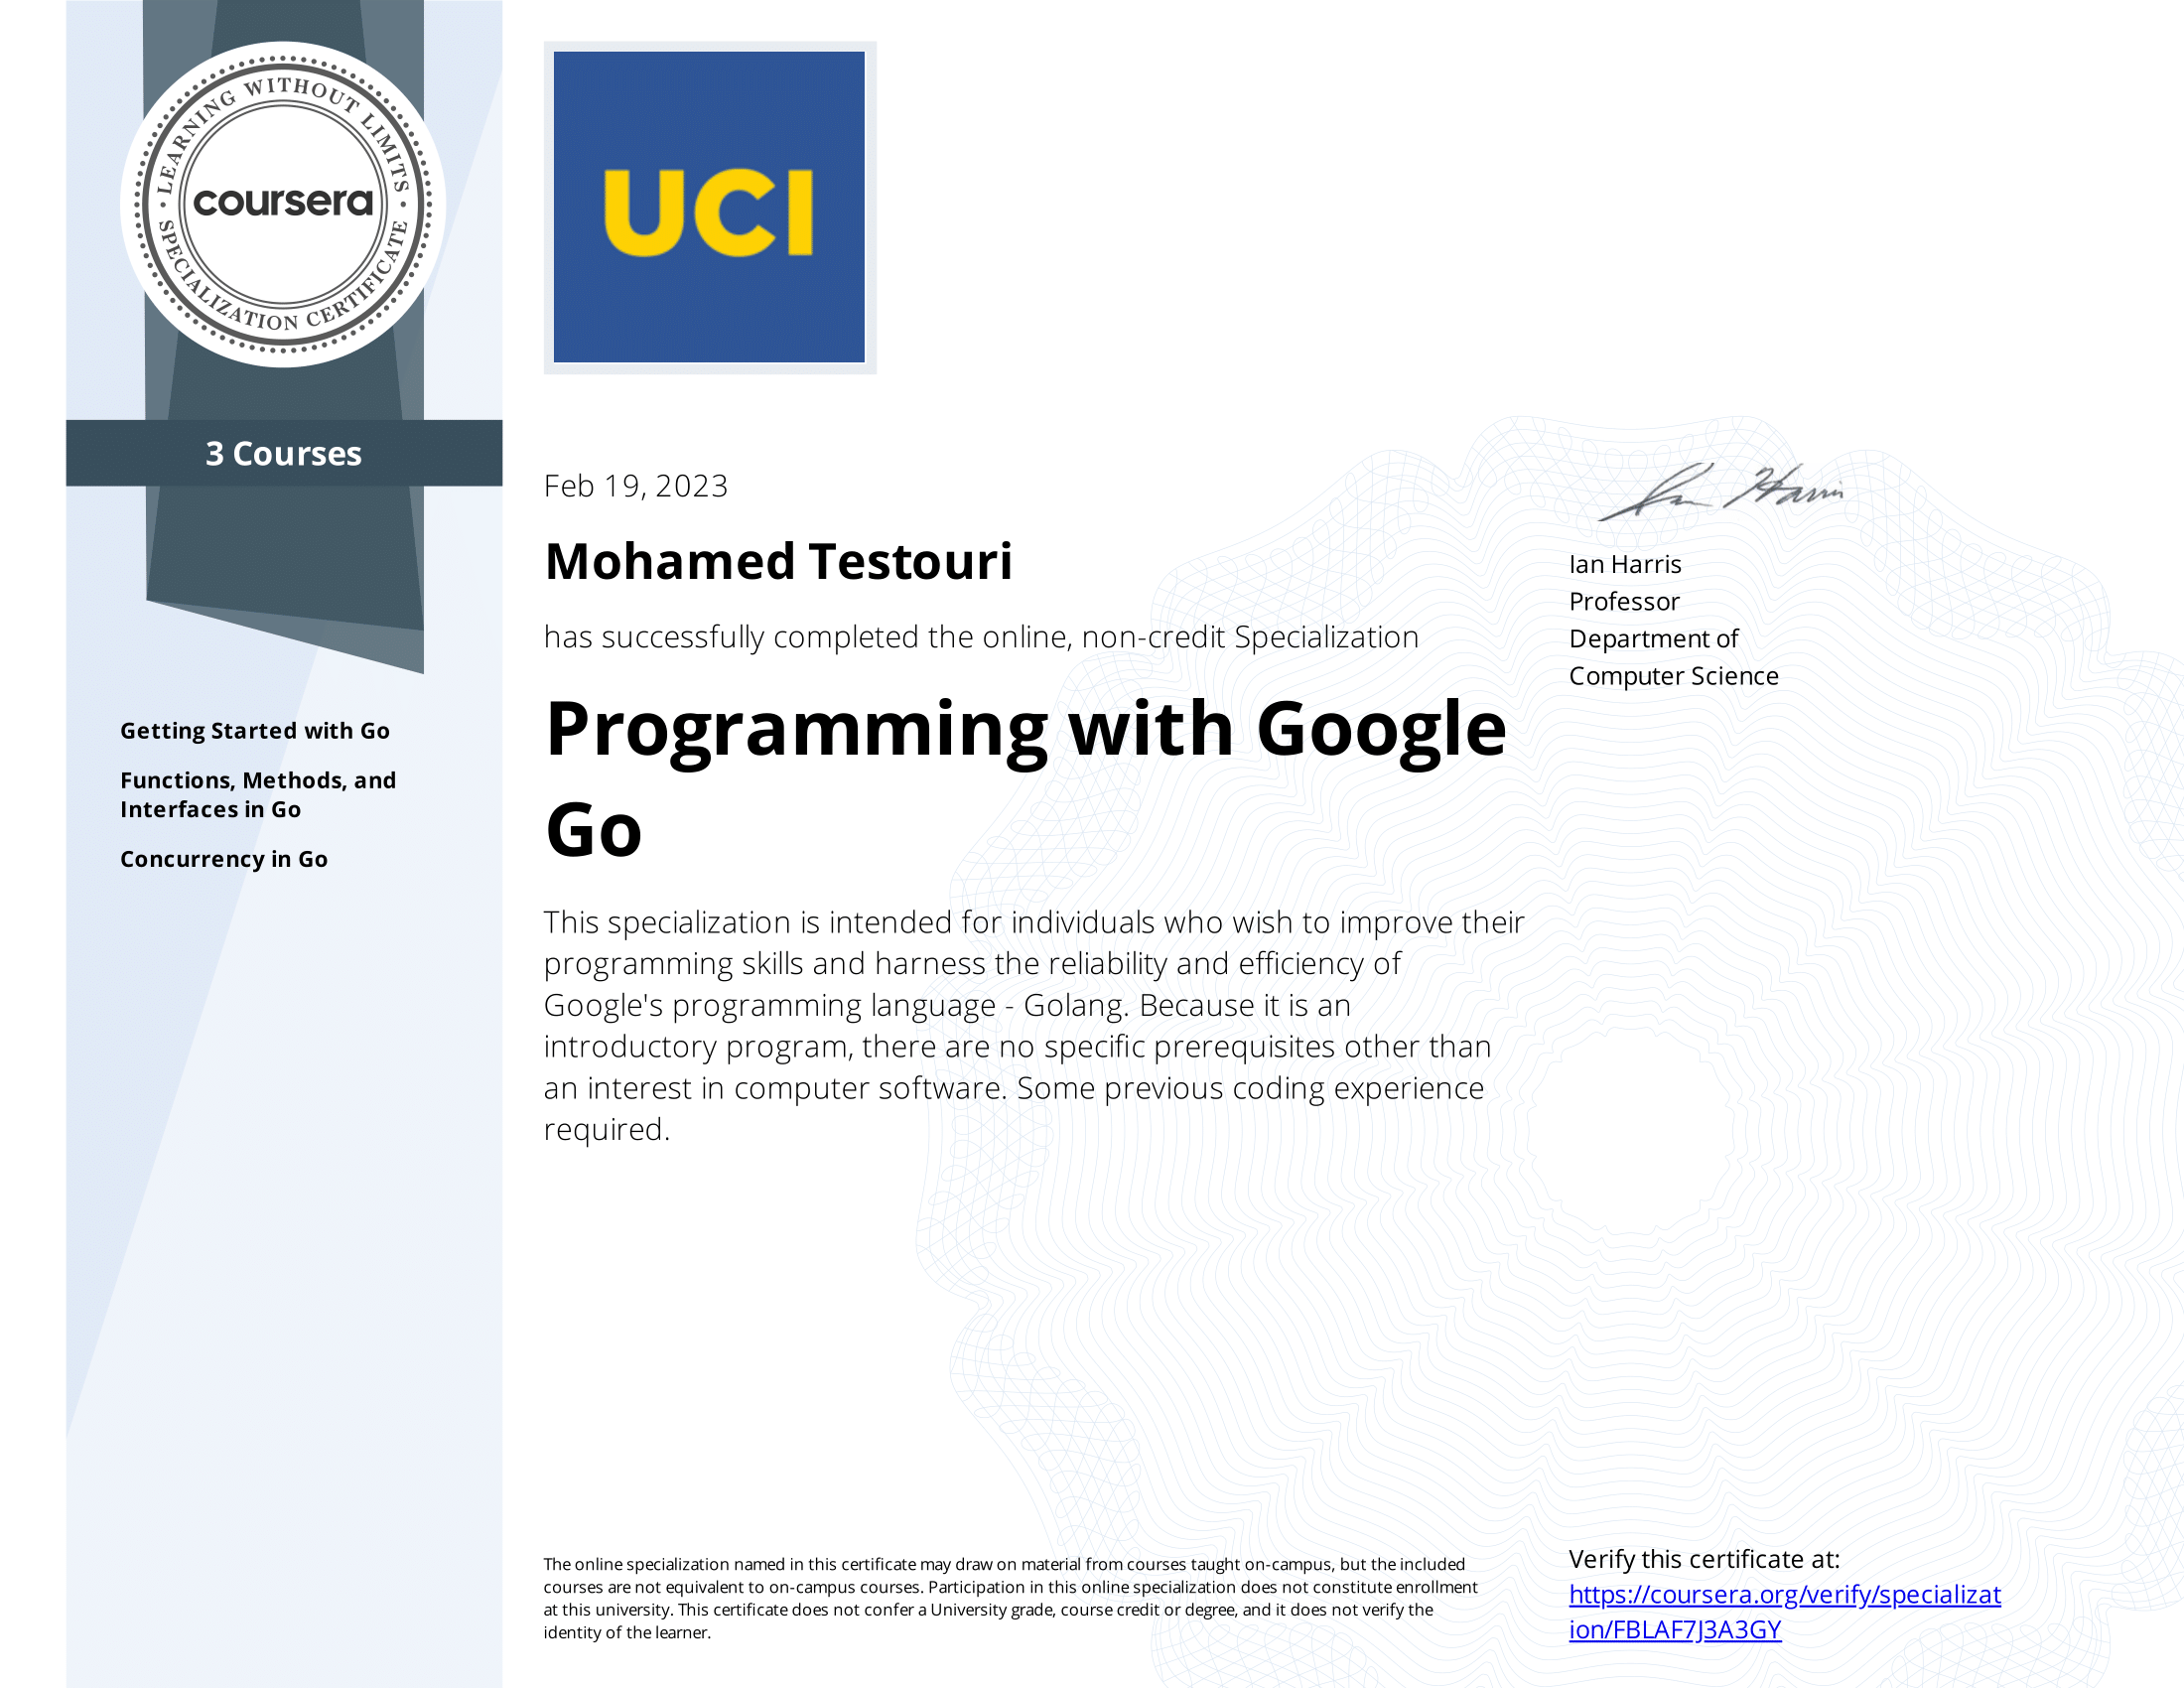 LEARNING WITHOUT LIMITS
coursera
SPECIALIZATION CERTIFICATE
3 Courses
Getting Started with Go
Functions, Methods, and
Interfaces in Go
Concurrency in Go
UCI
Feb 19, 2023
Mohamed Testouri
has successfully completed the online, non-credit Specialization
Programming with Google
Go
This specialization is intended for individuals who wish to improve their
programming skills and harness the reliability and efficiency of
Google's programming language - Golang. Because it is an
introductory program, there are no specific prerequisites other than
an interest in computer software. Some previous coding experience
required.
Ian Harris
Ian Harris
Professor
Department of
Computer Science
The online specialization named in this certificate may draw on material from courses taught on-campus, but the included
courses are not equivalent to on-campus courses. Participation in this online specialization does not constitute enrollment
at this university. This certificate does not confer a University grade, course credit or degree, and it does not verify the
identity of the learner.
Verify this certificate at:
https://coursera.org/verify/specializat
ion/FBLAF7J3A3GY